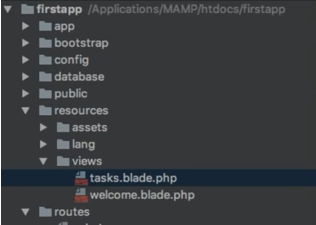 firstapp /Applications/MAMP/htdocs/firstapp
app
bootstrap
config
database
public
resources
assets
lang
views
tasks.blade.php
welcome.blade.php
routes